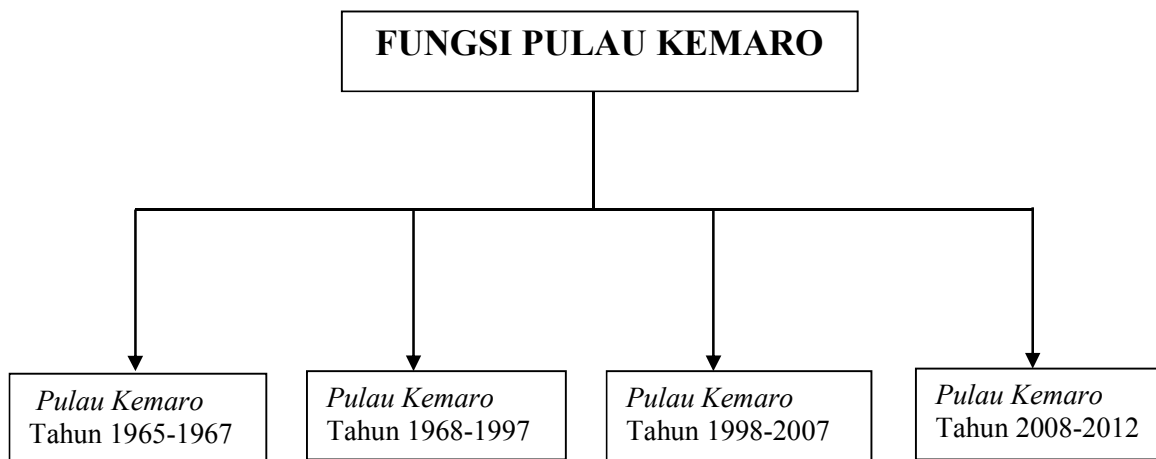 FUNGSI PULAU KEMARO
Pulau Kemaro
Tahun 1965-1967
Pulau Kemaro
Tahun 1968-1997
Pulau Kemaro
Tahun 1998-2007
Pulau Kemaro
Tahun 2008-2012